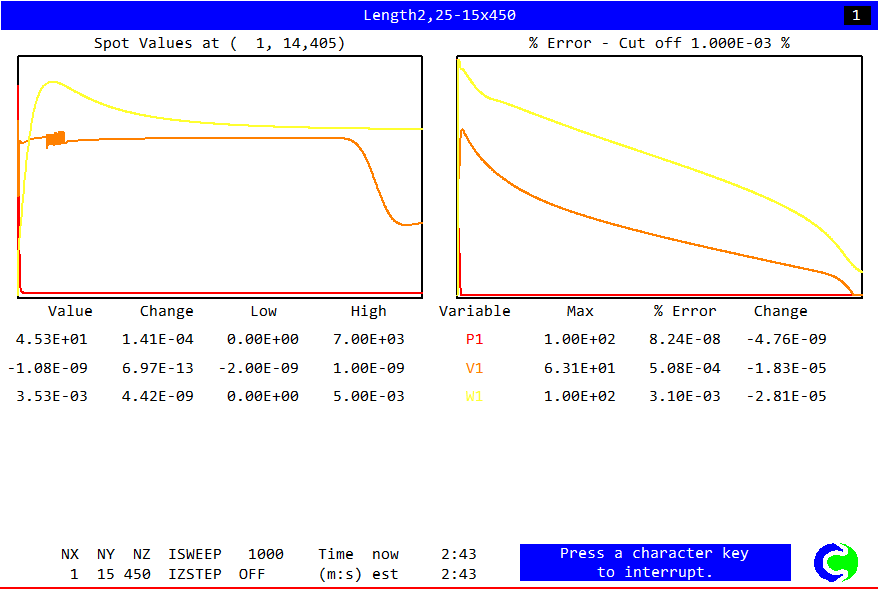 Length2,25-15x450 1
Spot Values at ( 1, 14,405) % Error - Cut off 1.000E-03 %
Value Change Low High Variable Max % Error Change
4.53E+01 1.41E-04 0.00E+00 7.00E+03 P1 1.00E+02 8.24E-08 -4.76E-09
-1.08E-09 6.97E-13 -2.00E-09 1.00E-09 V1 6.31E+01 5.08E-04 -1.83E-05
3.53E-03 4.42E-09 0.00E+00 5.00E-03 W1 1.00E+02 3.10E-03 -2.81E-05
NX NY NZ ISWEEP 1000 Time now 2:43 Press a character key
1 15 450 IZSTEP OFF (m:s) est 2:43 to interrupt.